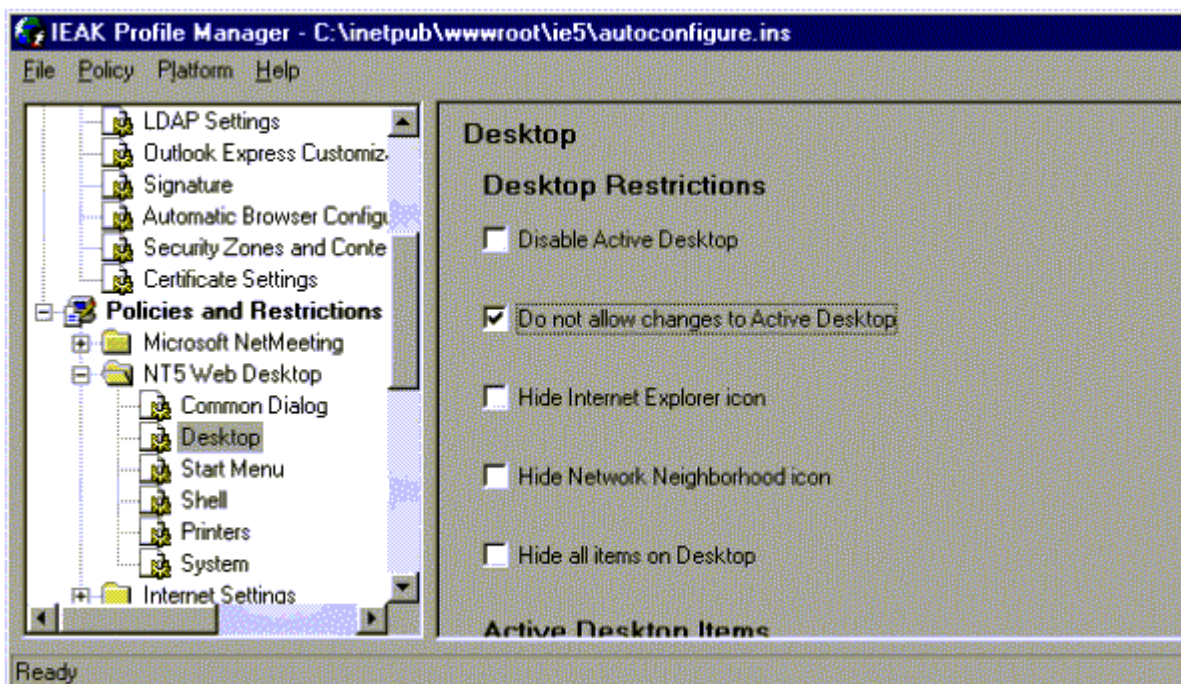 IEAK Profile Manager - C:\inetpub\wwwroot\ie5\autoconfigure.ins
File Policy Platform Help
LDAP Settings
Outlook Express Customiz
Signature
Automatic Browser Configu
Security Zones and Conte
Certificate Settings
Policies and Restrictions
Microsoft NetMeeting
NT5 Web Desktop
Common Dialog
Desktop
Start Menu
Shell
Printers
System
Internet Settings
Desktop
Desktop Restrictions
Disable Active Desktop
Do not allow changes to Active Desktop
Hide Internet Explorer icon
Hide Network Neighborhood icon
Hide all items on Desktop
Active Desktop Items
Ready